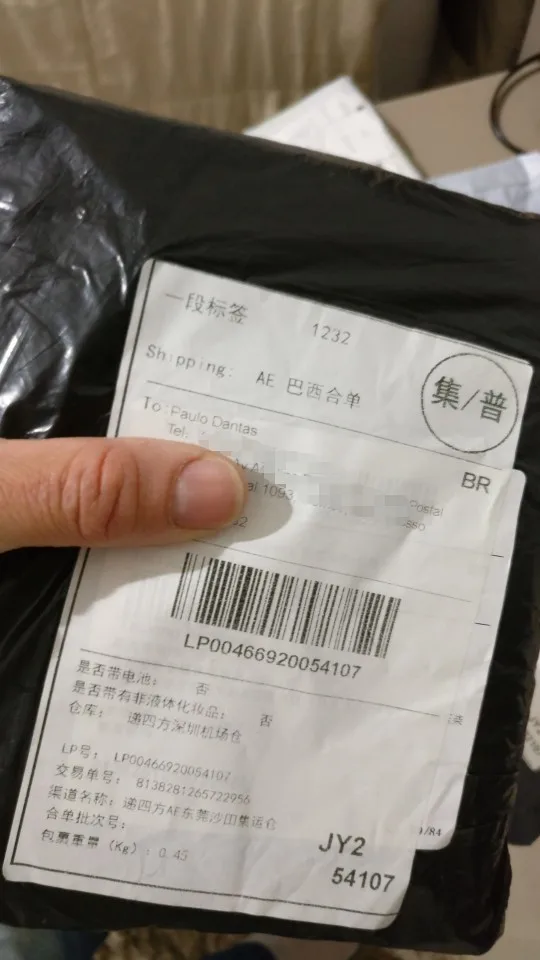 一段标签
1232
集/普
Shipping: AE 巴西合单
To:Paulo Dantas
Tel:
BR
al 1093
Postal
sso
LP00466920054107
是否带电池: 否
是否带有非液体化妆品: 否
仓库: 递四方深圳机场仓
LP号: LP00466920054107
交易单号: 8138281265722956
渠道名称: 递四方AE东莞沙田集运仓
合单批次号:
包裹重量 (Kg): 0.45
/84
JY2
54107